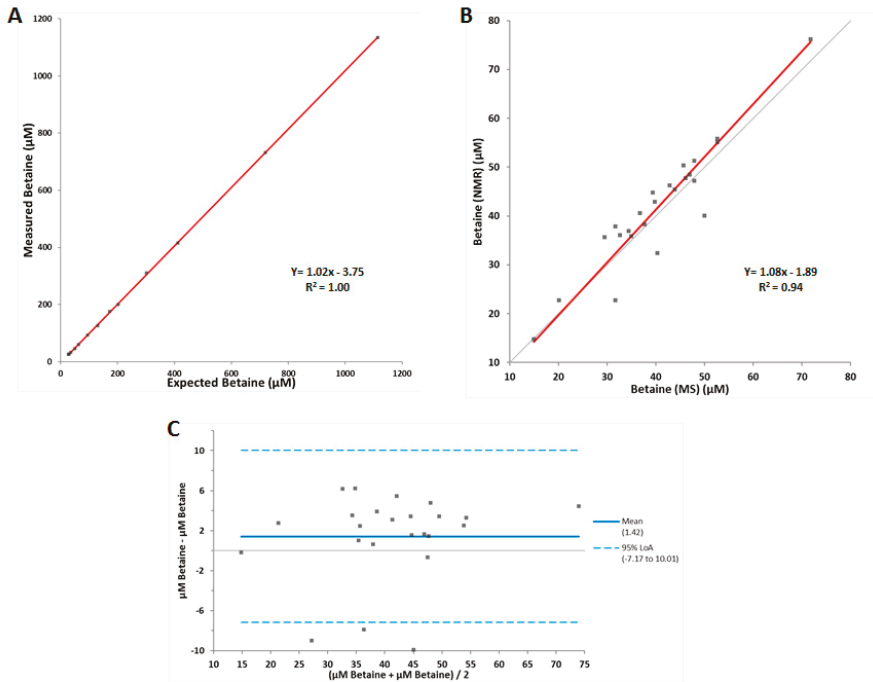 A
1200
1000
800
600
400
200
0
0 200 400 600 800 1000 1200
Measured Betaine (µM)
Expected Betaine (µM)
Y= 1.02x - 3.75
R² = 1.00
B
80
70
60
50
40
30
20
10
10 20 30 40 50 60 70 80
Betaine (NMR) (µM)
Betaine (MS) (µM)
Y= 1.08x - 1.89
R² = 0.94
C
10
6
2
-2
-6
-10
10 15 20 25 30 35 40 45 50 55 60 65 70 75
µM Betaine - µM Betaine
(µM Betaine + µM Betaine) / 2
Mean
(1.42)
95% LoA
(-7.17 to 10.01)